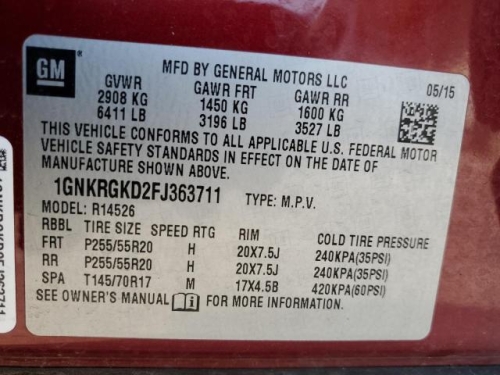 GM
MFD BY GENERAL MOTORS LLC
05/15
GVWR GAWR FRT GAWR RR
2908 KG 1450 KG 1600 KG
6411 LB 3196 LB 3527 LB
THIS VEHICLE CONFORMS TO ALL APPLICABLE U.S. FEDERAL MOTOR
VEHICLE SAFETY STANDARDS IN EFFECT ON THE DATE OF
MANUFACTURE SHOWN ABOVE.
1GNKRGKD2FJ363711 TYPE: M.P.V.
MODEL: R14526
RBBL TIRE SIZE SPEED RTG RIM COLD TIRE PRESSURE
FRT P255/55R20 H 20X7.5J 240KPA(35PSI)
RR P255/55R20 H 20X7.5J 240KPA(35PSI)
SPA T145/70R17 M 17X4.5B 420KPA(60PSI)
SEE OWNER'S MANUAL FOR MORE INFORMATION.